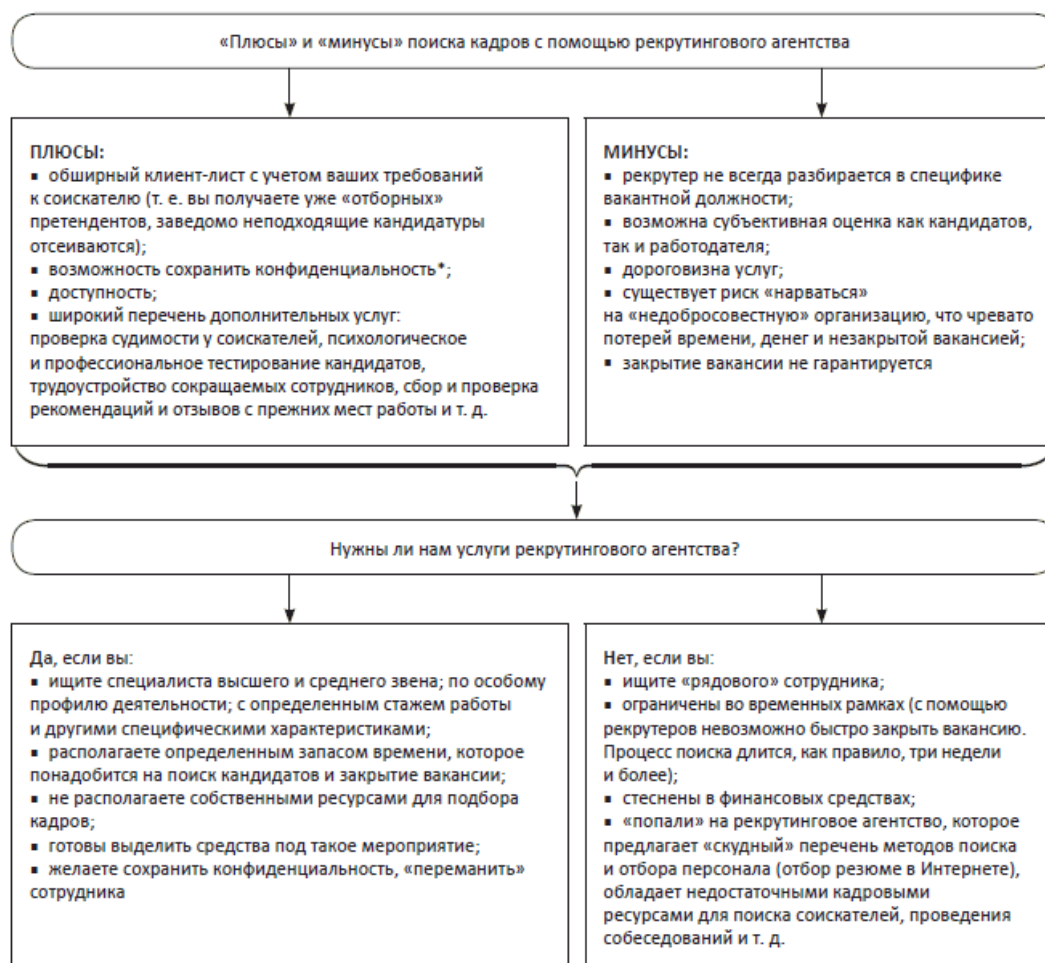 «Плюсы» и «минусы» поиска кадров с помощью рекрутингового агентства
ПЛЮСЫ:
▪ обширный клиент-лист с учетом ваших требований
к соискателю (т. е. вы получаете уже «отборных»
претендентов, заведомо неподходящие кандидатуры
отсеиваются);
▪ возможность сохранить конфиденциальность*;
▪ доступность;
▪ широкий перечень дополнительных услуг:
проверка судимости у соискателей, психологическое
и профессиональное тестирование кандидатов,
трудоустройство сокращаемых сотрудников, сбор и проверка
рекомендаций и отзывов с прежних мест работы и т. д.
МИНУСЫ:
▪ рекрутер не всегда разбирается в специфике
вакантной должности;
▪ возможна субъективная оценка как кандидатов,
так и работодателя;
▪ дороговизна услуг;
▪ существует риск «нарваться»
на «недобросовестную» организацию, что чревато
потерей времени, денег и незакрытой вакансией;
▪ закрытие вакансии не гарантируется
Нужны ли нам услуги рекрутингового агентства?
Да, если вы:
▪ ищите специалиста высшего и среднего звена; по особому
профилю деятельности; с определенным стажем работы
и другими специфическими характеристиками;
▪ располагаете определенным запасом времени, которое
понадобится на поиск кандидатов и закрытие вакансии;
▪ не располагаете собственными ресурсами для подбора
кадров;
▪ готовы выделить средства под такое мероприятие;
▪ желаете сохранить конфиденциальность, «переманить»
сотрудника
Нет, если вы:
▪ ищите «рядового» сотрудника;
▪ ограничены во временных рамках (с помощью
рекрутеров невозможно быстро закрыть вакансию.
Процесс поиска длится, как правило, три недели
и более);
▪ стеснены в финансовых средствах;
▪ «попали» на рекрутинговое агентство, которое
предлагает «скудный» перечень методов поиска
и отбора персонала (отбор резюме в Интернете),
обладает недостаточными кадровыми
ресурсами для поиска соискателей, проведения
собеседований и т. д.